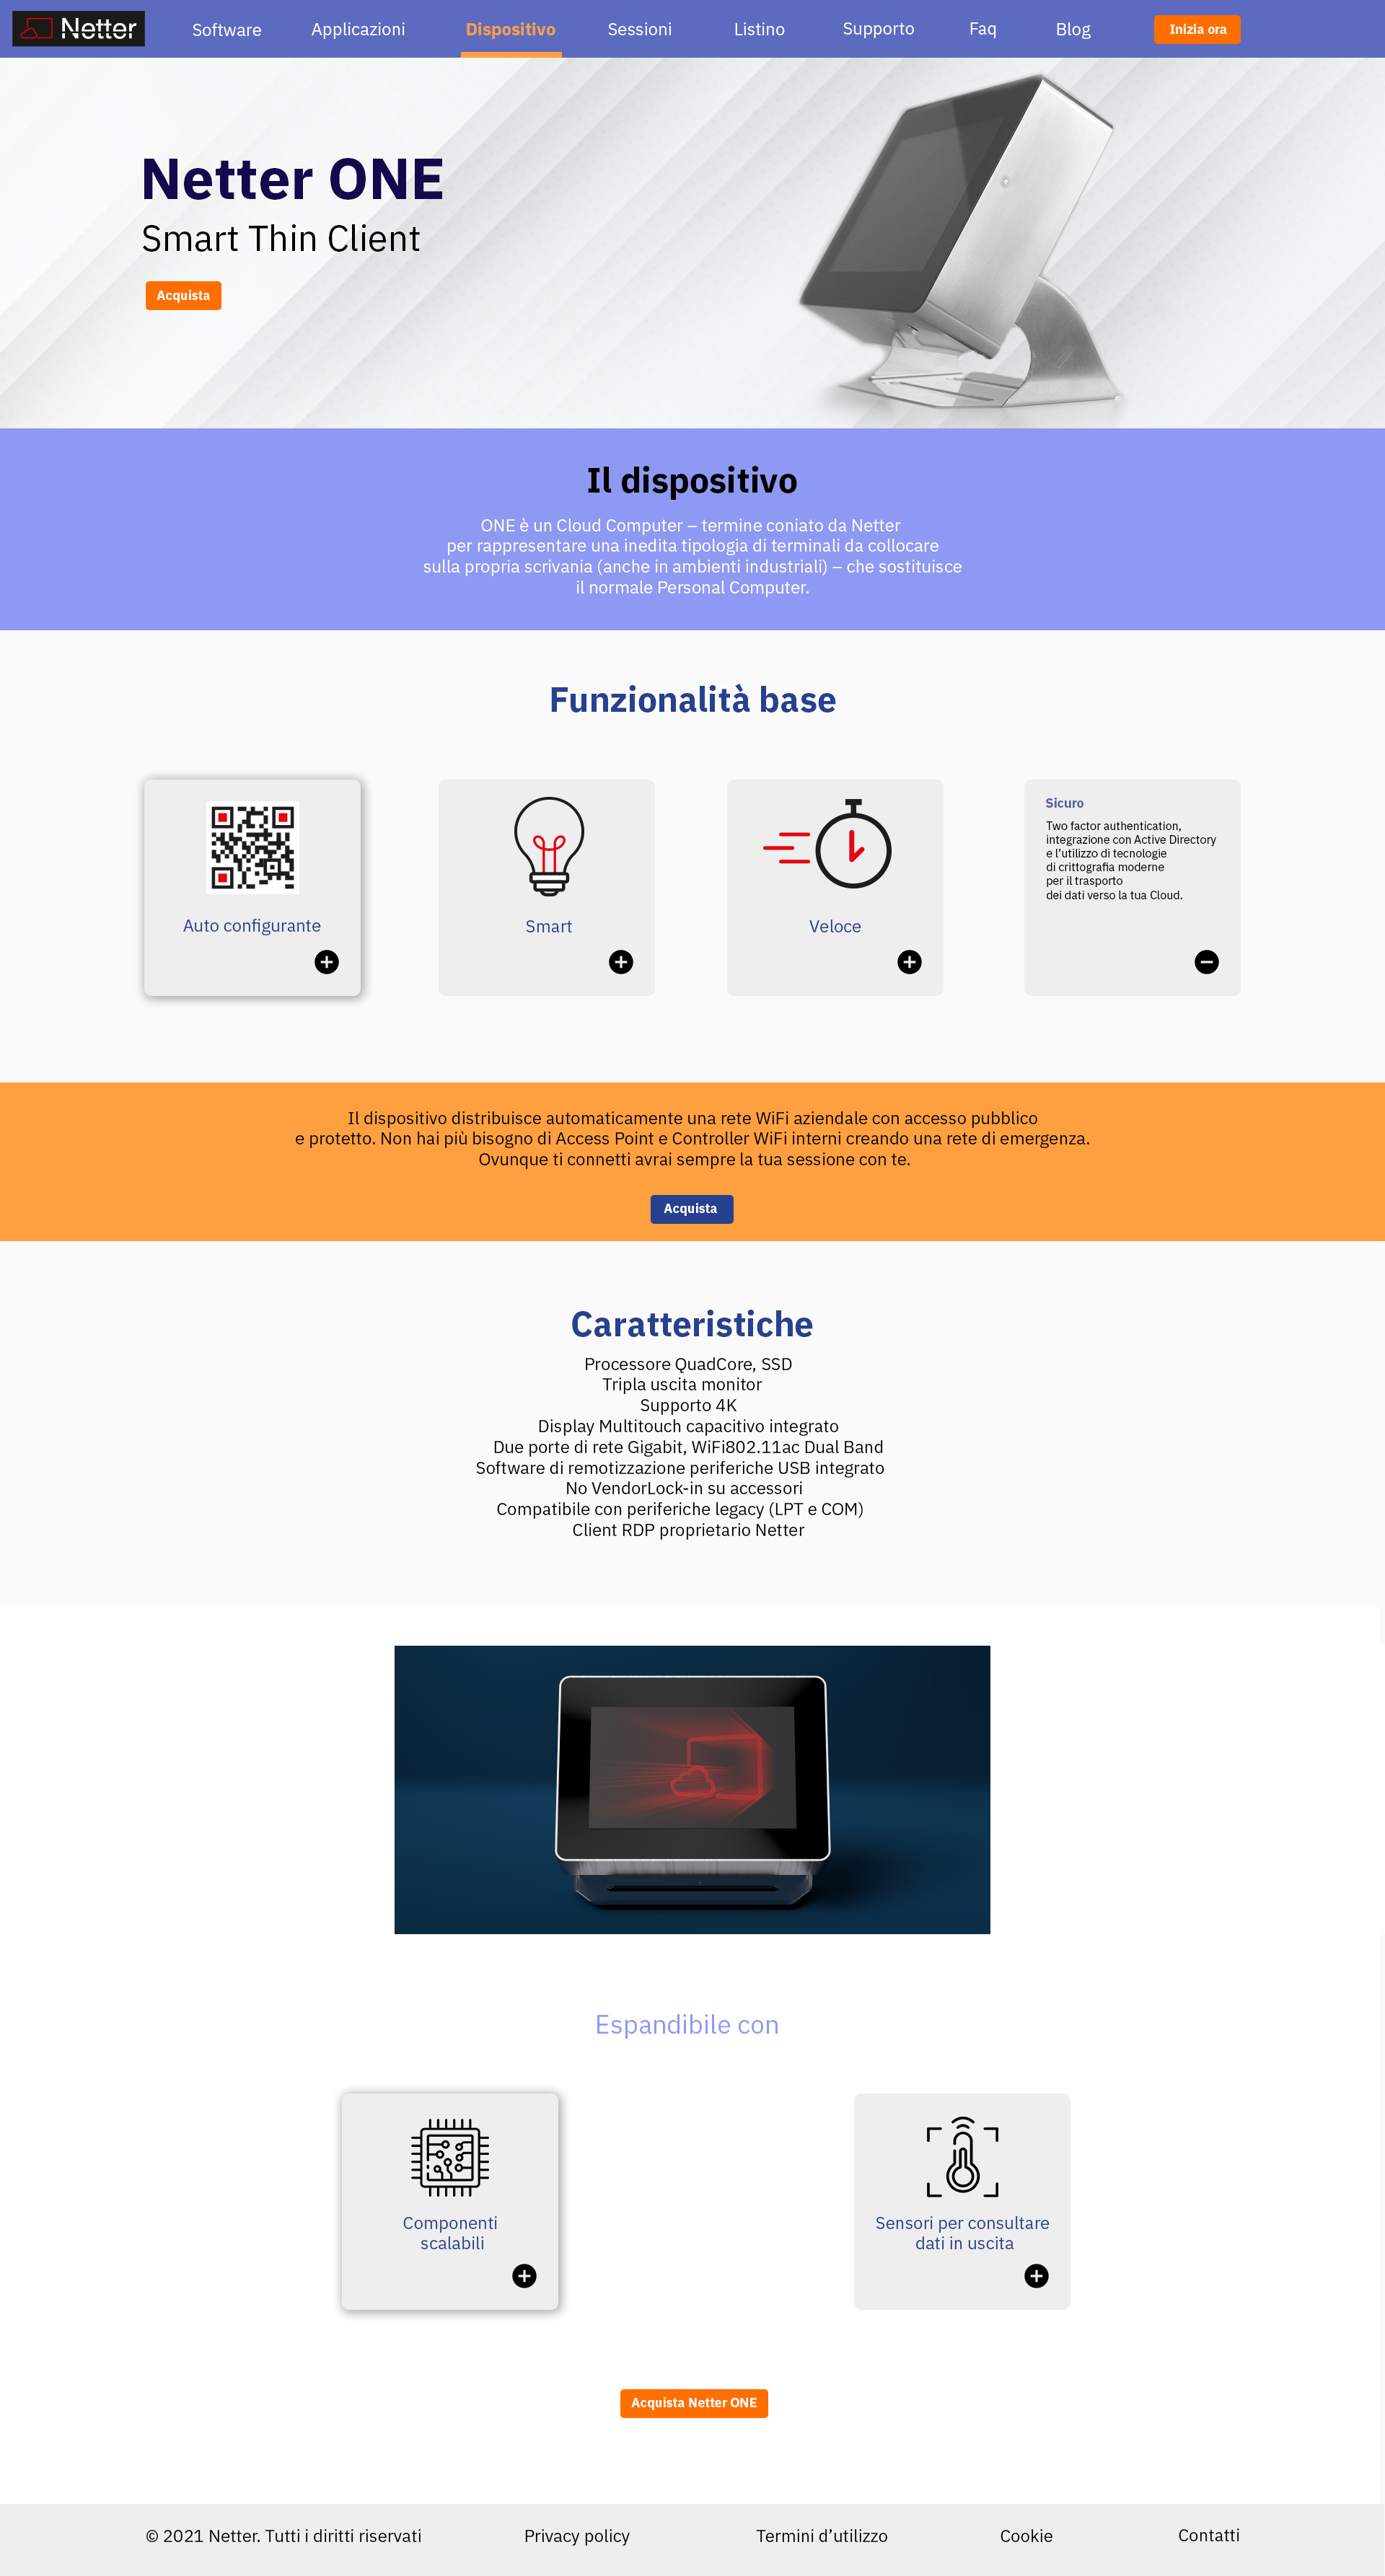 Netter
Software
Applicazioni
Dispositivo
Sessioni
Listino
Supporto
Faq
Blog
Inizia ora
Netter ONE
Smart Thin Client
Acquista
Il dispositivo
ONE è un Cloud Computer – termine coniato da Netter
per rappresentare una inedita tipologia di terminali da collocare
sulla propria scrivania (anche in ambienti industriali) – che sostituisce
il normale Personal Computer.
Funzionalità base
Auto configurante
Smart
Veloce
Sicuro
Two factor authentication,
integrazione con Active Directory
e l’utilizzo di tecnologie
di crittografia moderne
per il trasporto
dei dati verso la tua Cloud.
Il dispositivo distribuisce automaticamente una rete WiFi aziendale con accesso pubblico
e protetto. Non hai più bisogno di Access Point e Controller WiFi interni creando una rete di emergenza.
Ovunque ti connetti avrai sempre la tua sessione con te.
Acquista
Caratteristiche
Processore QuadCore, SSD
Tripla uscita monitor
Supporto 4K
Display Multitouch capacitivo integrato
Due porte di rete Gigabit, WiFi802.11ac Dual Band
Software di remotizzazione periferiche USB integrato
No VendorLock-in su accessori
Compatibile con periferiche legacy (LPT e COM)
Client RDP proprietario Netter
Espandibile con
Componenti
scalabili
Sensori per consultare
dati in uscita
Acquista Netter ONE
© 2021 Netter. Tutti i diritti riservati
Privacy policy
Termini d’utilizzo
Cookie
Contatti